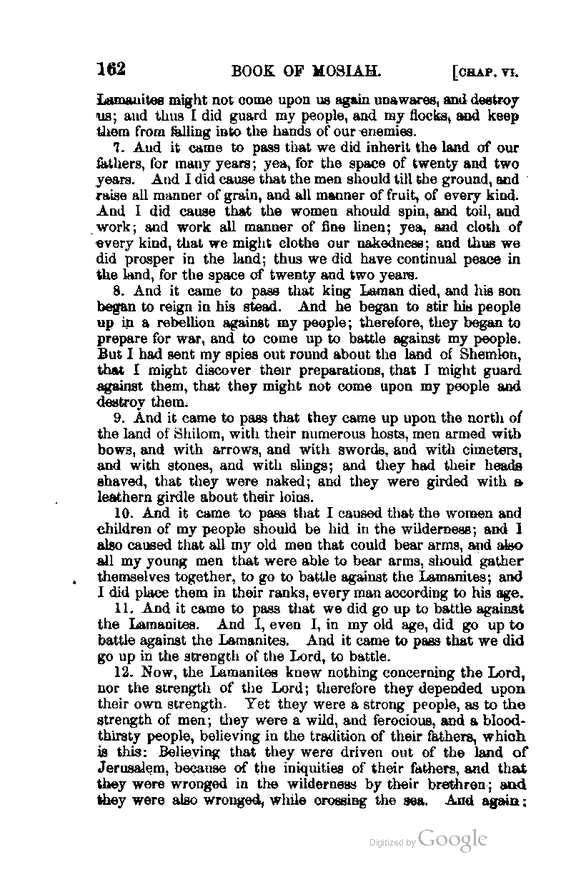 162 BOOK OF MOSIAH. [CHAP. VI.
Lamanites might not come upon us again unawares, and destroy
us; and thus I did guard my people, and my flocks, and keep
them from falling into the hands of our enemies.
7. And it came to pass that we did inherit the land of our
fathers, for many years; yea, for the space of twenty and two
years. And I did cause that the men should till the ground, and
raise all manner of grain, and all manner of fruit, of every kind.
And I did cause that the women should spin, and toil, and
work; and work all manner of fine linen; yea, and cloth of
every kind, that we might clothe our nakedness; and thus we
did prosper in the land; thus we did have continual peace in
the land, for the space of twenty and two years.
8. And it came to pass that king Laman died, and his son
began to reign in his stead. And he began to stir his people
up in a rebellion against my people; therefore, they began to
prepare for war, and to come up to battle against my people.
But I had sent my spies out round about the land of Shemlon,
that I might discover their preparations, that I might guard
against them, that they might not come upon my people and
destroy them.
9. And it came to pass that they came up upon the north of
the land of Shilom, with their numerous hosts, men armed with
bows, and with arrows, and with swords, and with cimeters,
and with stones, and with slings; and they had their heads
shaved, that they were naked; and they were girded with a
leathern girdle about their loins.
10. And it came to pass that I caused that the women and
children of my people should be hid in the wilderness; and I
also caused that all my old men that could bear arms, and also
all my young men that were able to bear arms, should gather
themselves together, to go to battle against the Lamanites; and
I did place them in their ranks, every man according to his age.
11. And it came to pass that we did go up to battle against
the Lamanites. And I, even I, in my old age, did go up to
battle against the Lamanites. And it came to pass that we did
go up in the strength of the Lord, to battle.
12. Now, the Lamanites knew nothing concerning the Lord,
nor the strength of the Lord; therefore they depended upon
their own strength. Yet they were a strong people, as to the
strength of men; they were a wild, and ferocious, and a blood-
thirsty people, believing in the tradition of their fathers, which
is this: Believing that they were driven out of the land of
Jerusalem, because of the iniquities of their fathers, and that
they were wronged in the wilderness by their brethren; and
they were also wronged, while crossing the sea. And again:
Digitized by Google